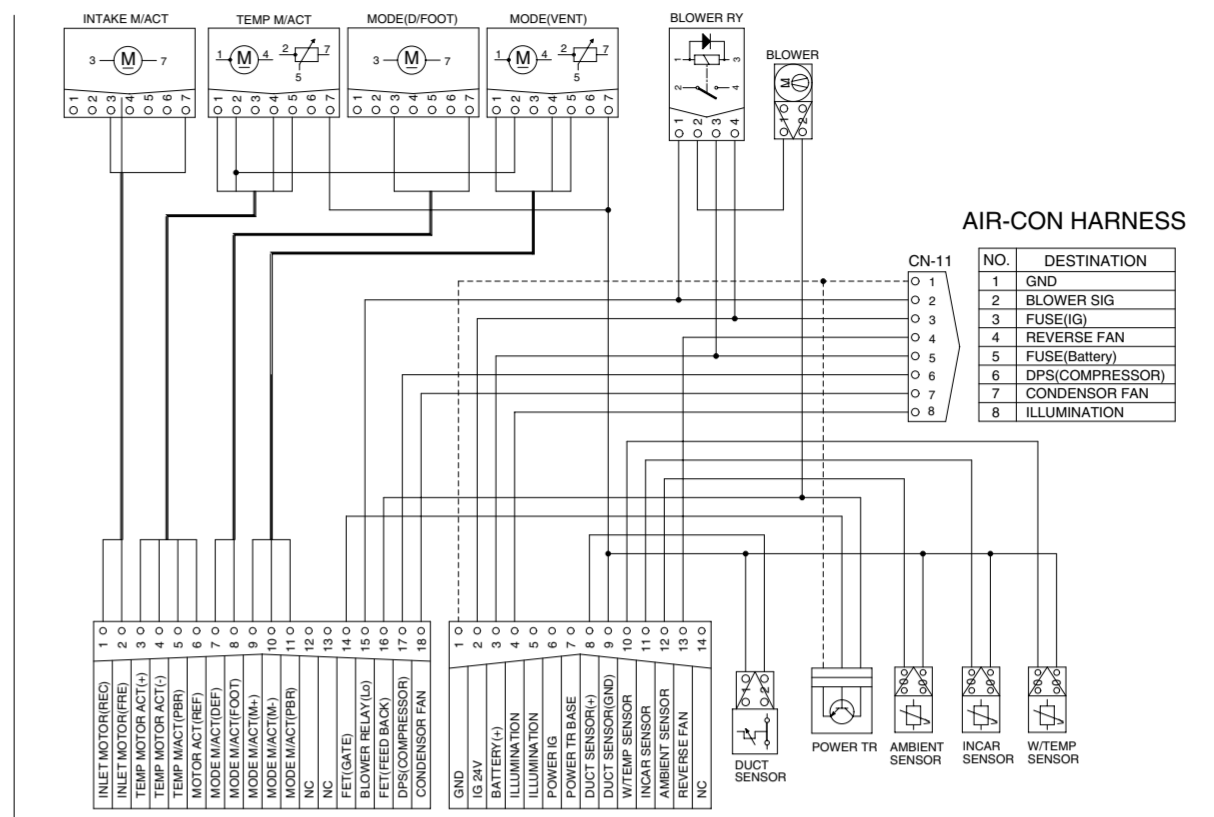 INTAKE M/ACT
TEMP M/ACT
MODE(D/FOOT)
MODE(VENT)
BLOWER RY
BLOWER
3 M 7
1 M 4 2 7 5
3 M 7
1 M 4 2 7 5
1 3 2 4
M
1 2 3 4 5 6 7
1 2 3 4 5 6 7
1 2 3 4 5 6 7
1 2 3 4 5 6 7
1 2 3 4
1 2
AIR-CON HARNESS
CN-11
1
2
3
4
5
6
7
8
NO. DESTINATION
1 GND
2 BLOWER SIG
3 FUSE(IG)
4 REVERSE FAN
5 FUSE(Battery)
6 DPS(COMPRESSOR)
7 CONDENSOR FAN
8 ILLUMINATION
1 INLET MOTOR(REC)
2 INLET MOTOR(FRE)
3 TEMP MOTOR ACT(+)
4 TEMP MOTOR ACT(-)
5 TEMP M/ACT(PBR)
6 MOTOR ACT(REF)
7 MODE M/ACT(DEF)
8 MODE M/ACT(FOOT)
9 MODE M/ACT(M+)
10 MODE M/ACT(M-)
11 MODE M/ACT(PBR)
12 NC
13 NC
14 FET(GATE)
15 BLOWER RELAY(Lo)
16 FET(FEED BACK)
17 DPS(COMPRESSOR)
18 CONDENSOR FAN
1 GND
2 IG 24V
3 BATTERY(+)
4 ILLUMINATION
5 ILLUMINATION
6 POWER IG
7 POWER TR BASE
8 DUCT SENSOR(+)
9 DUCT SENSOR(GND)
10 W/TEMP SENSOR
11 INCAR SENSOR
12 AMBIENT SENSOR
13 REVERSE FAN
14 NC
1 2
DUCT
SENSOR
POWER TR
AMBIENT
SENSOR
INCAR
SENSOR
W/TEMP
SENSOR